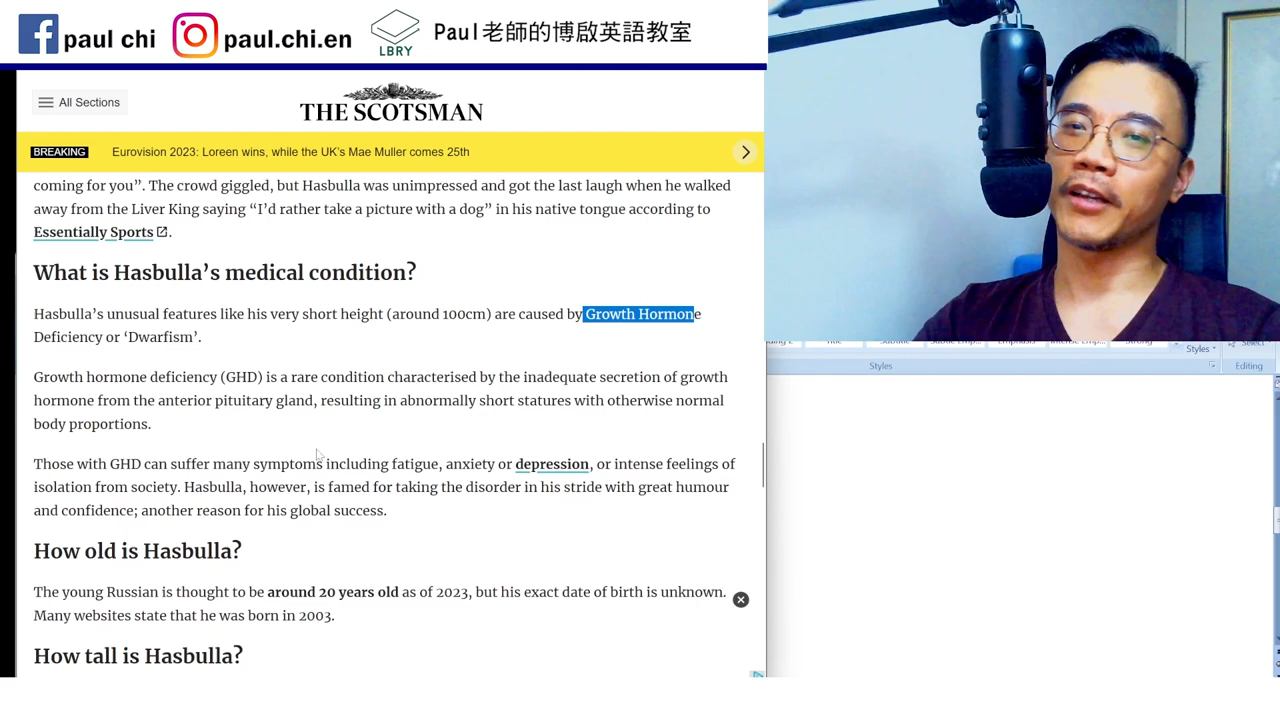 paul chi
paul.chi.en
LBRY
Paul老師的博啟英語教室
All Sections
THE SCOTSMAN
BREAKING
Eurovision 2023: Loreen wins, while the UK's Mae Muller comes 25th
coming for you”. The crowd giggled, but Hasbulla was unimpressed and got the last laugh when he walked
away from the Liver King saying “I’d rather take a picture with a dog” in his native tongue according to
Essentially Sports.
What is Hasbulla’s medical condition?
Hasbulla’s unusual features like his very short height (around 100cm) are caused by Growth Hormone
Deficiency or ‘Dwarfism’.
Growth hormone deficiency (GHD) is a rare condition characterised by the inadequate secretion of growth
hormone from the anterior pituitary gland, resulting in abnormally short statures with otherwise normal
body proportions.
Those with GHD can suffer many symptoms including fatigue, anxiety or depression, or intense feelings of
isolation from society. Hasbulla, however, is famed for taking the disorder in his stride with great humour
and confidence; another reason for his global success.
How old is Hasbulla?
The young Russian is thought to be around 20 years old as of 2023, but his exact date of birth is unknown.
Many websites state that he was born in 2003.
How tall is Hasbulla?
Styles
Select
Styles
Editing